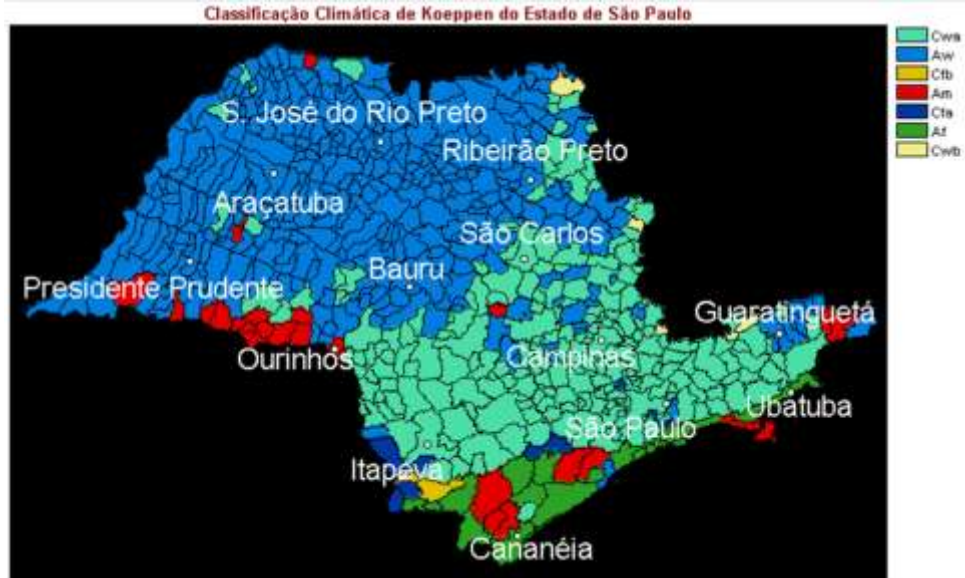 Classificação Climática de Koeppen do Estado de São Paulo
Cwa
Aw
Cfb
Am
Cfa
Af
Cwb
S. José do Rio Preto
Ribeirão Preto
Araçatuba
São Carlos
Bauru
Presidente Prudente
Guaratinguetá
Ourinhos
Campinas
Ubatuba
São Paulo
Itapeva
Cananéia